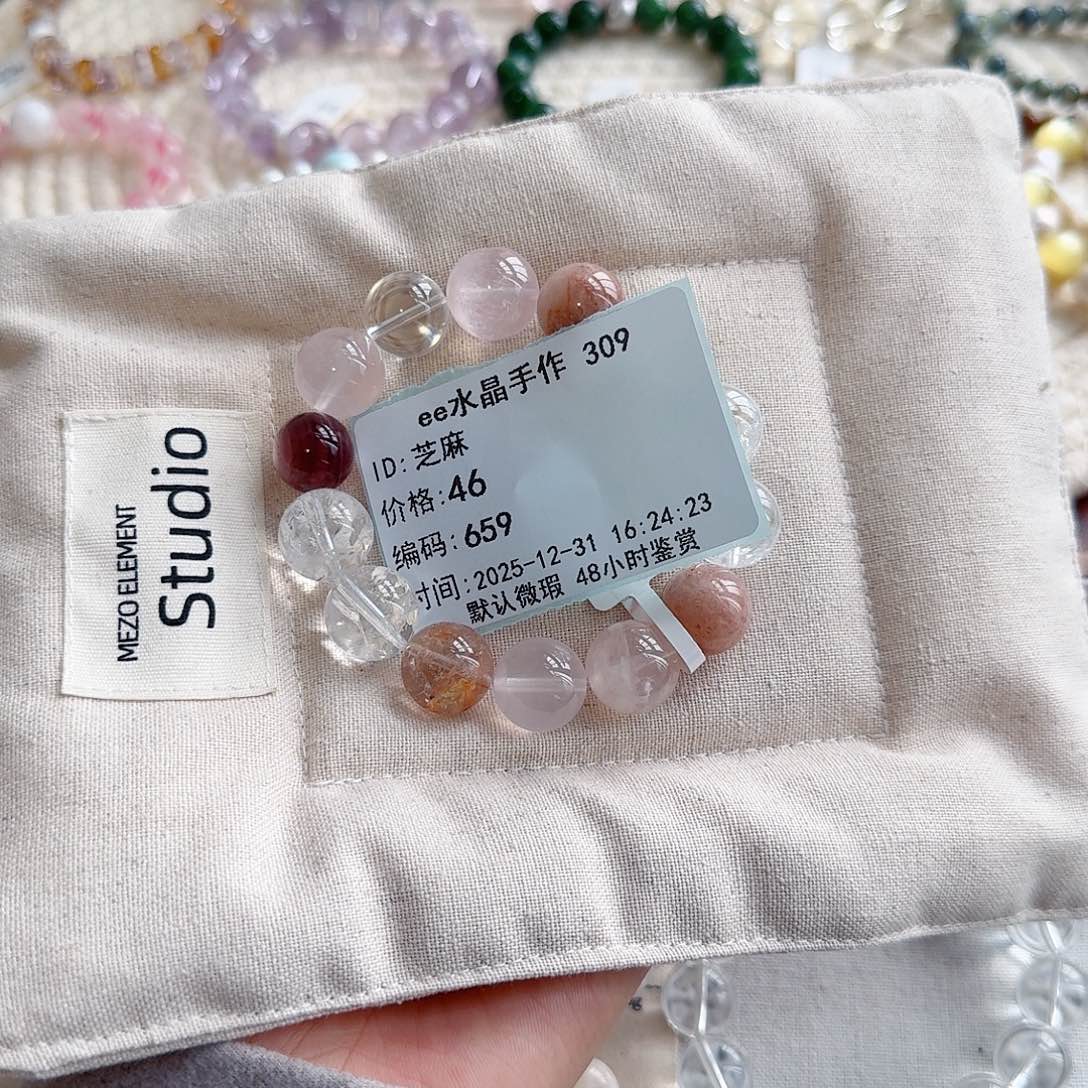 ee水晶手作 309
ID:芝麻
价格:46
编码:659
时间:2025-12-31 16:24:23
默认微瑕 48小时鉴赏
MEZO ELEMENT
Studio